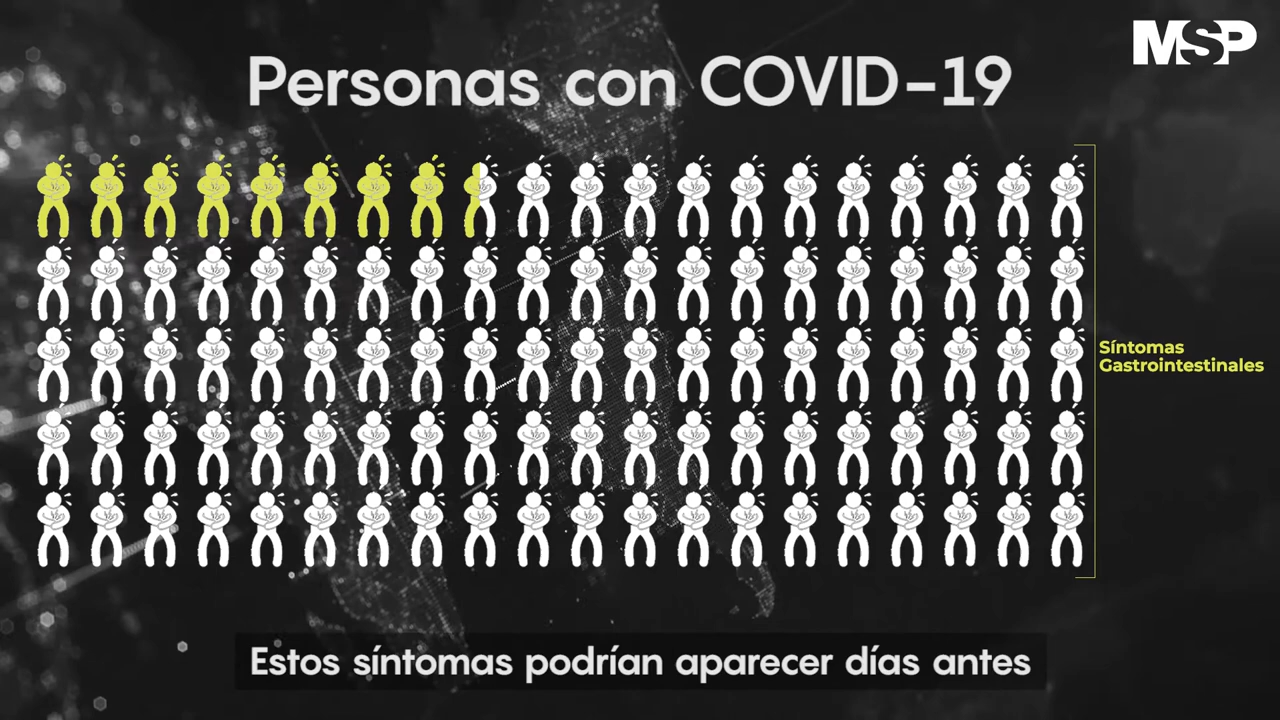 MSP
Personas con COVID-19
Síntomas
Gastrointestinales
Estos síntomas podrían aparecer días antes